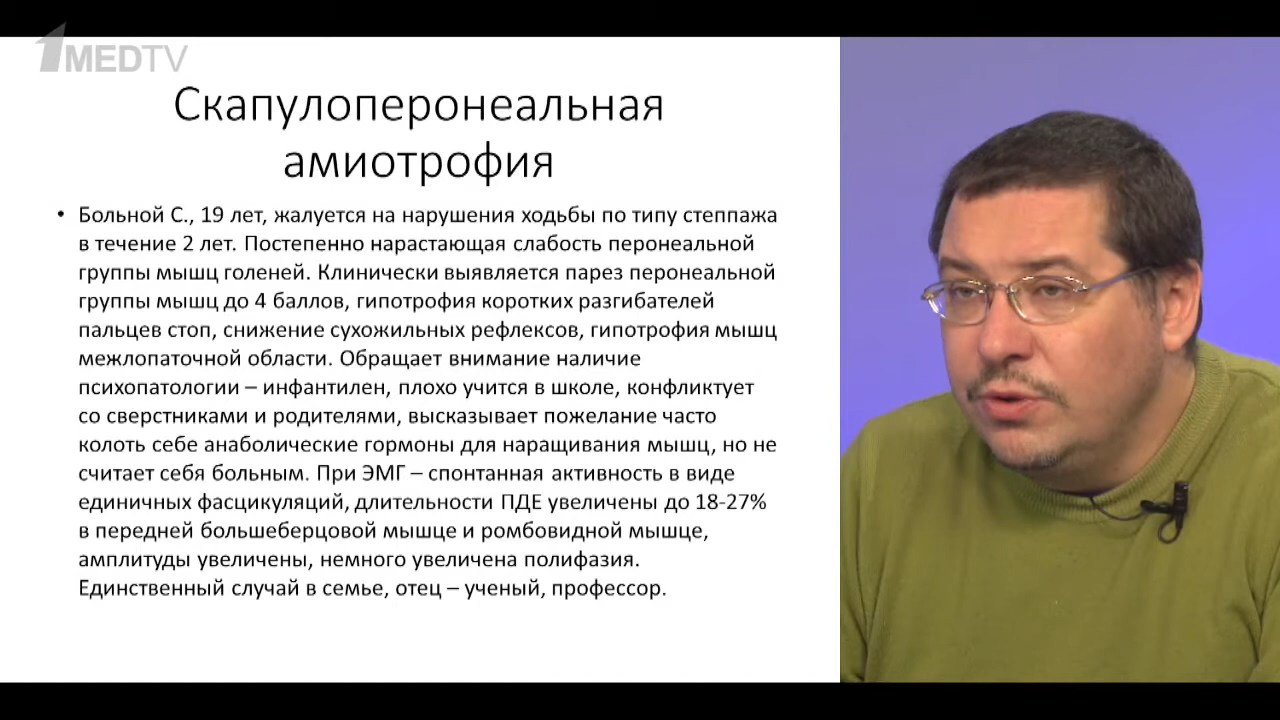 1MEDTV
Скапулоперонеальная
амиотрофия
• Больной С., 19 лет, жалуется на нарушения ходьбы по типу степпажа
в течение 2 лет. Постепенно нарастающая слабость перонеальной
группы мышц голеней. Клинически выявляется парез перонеальной
группы мышц до 4 баллов, гипотрофия коротких разгибателей
пальцев стоп, снижение сухожильных рефлексов, гипотрофия мышц
межлопаточной области. Обращает внимание наличие
психопатологии – инфантилен, плохо учится в школе, конфликтует
со сверстниками и родителями, высказывает пожелание часто
колоть себе анаболические гормоны для наращивания мышц, но не
считает себя больным. При ЭМГ – спонтанная активность в виде
единичных фасцикуляций, длительности ПДЕ увеличены до 18-27%
в передней большеберцовой мышце и ромбовидной мышце,
амплитуды увеличены, немного увеличена полифазия.
Единственный случай в семье, отец – ученый, профессор.